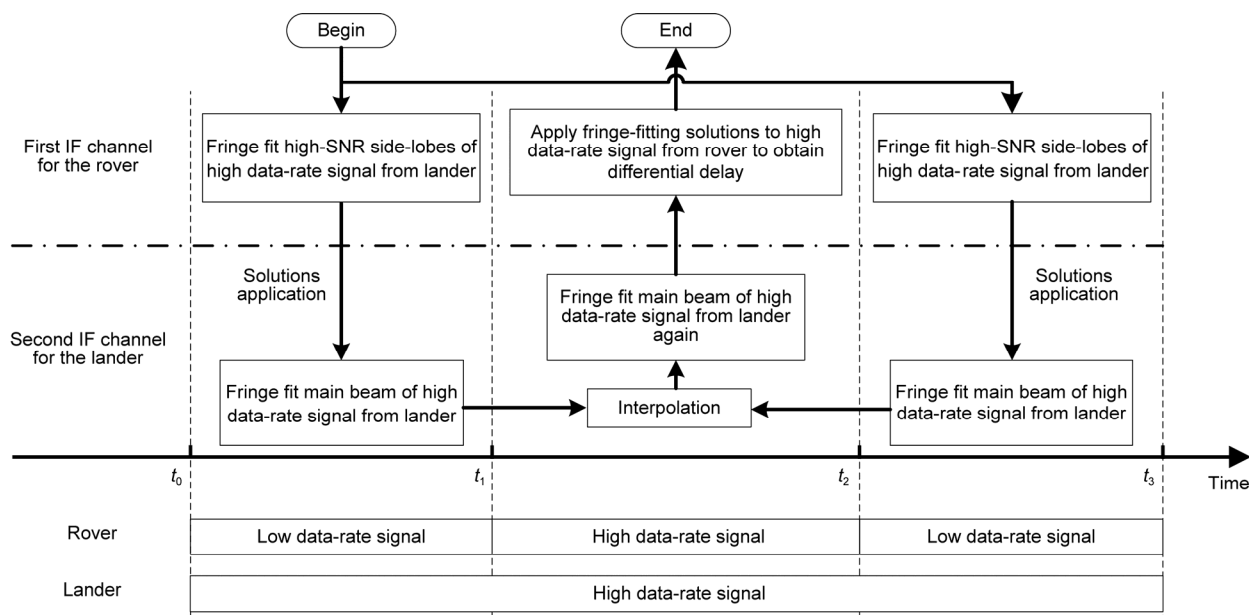 Begin
End
First IF channel
for the rover
Fringe fit high-SNR side-lobes of
high data-rate signal from lander
Apply fringe-fitting solutions to high
data-rate signal from rover to obtain
differential delay
Fringe fit high-SNR side-lobes of
high data-rate signal from lander
Solutions
application
Solutions
application
Second IF channel
for the lander
Fringe fit main beam of high
data-rate signal from lander
again
Fringe fit main beam of high
data-rate signal from lander
Interpolation
Fringe fit main beam of high
data-rate signal from lander
t0
t1
t2
t3
Time
Rover
Low data-rate signal
High data-rate signal
Low data-rate signal
Lander
High data-rate signal